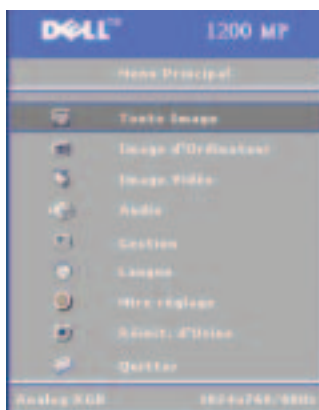 DELL™ 1200 MP
Menu Principal
Toute Image
Image d'Ordinateur
Image Vidéo
Audio
Gestion
Langue
Mire réglage
Réinit. d'Usine
Quitter
Analog RGB 1024x768/60Hz